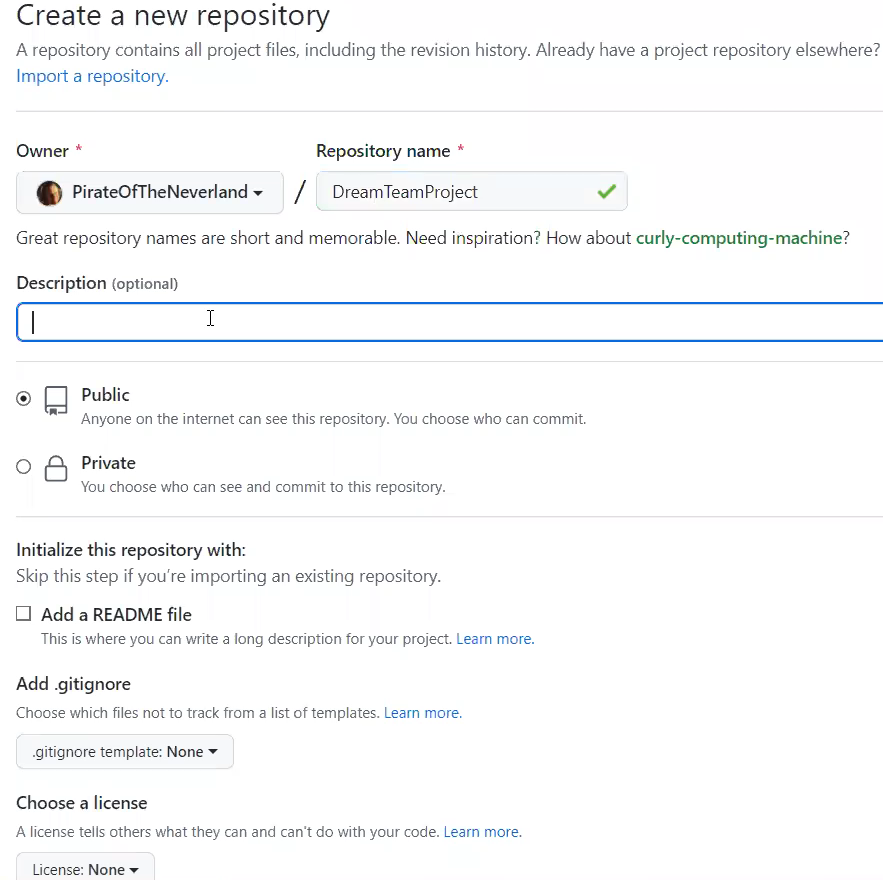 Create a new repository
A repository contains all project files, including the revision history. Already have a project repository elsewhere?
Import a repository.
Owner * Repository name *
PirateOfTheNeverland / DreamTeamProject
Great repository names are short and memorable. Need inspiration? How about curly-computing-machine?
Description (optional)
Public
Anyone on the internet can see this repository. You choose who can commit.
Private
You choose who can see and commit to this repository.
Initialize this repository with:
Skip this step if you're importing an existing repository.
Add a README file
This is where you can write a long description for your project. Learn more.
Add .gitignore
Choose which files not to track from a list of templates. Learn more.
.gitignore template: None
Choose a license
A license tells others what they can and can't do with your code. Learn more.
License: None